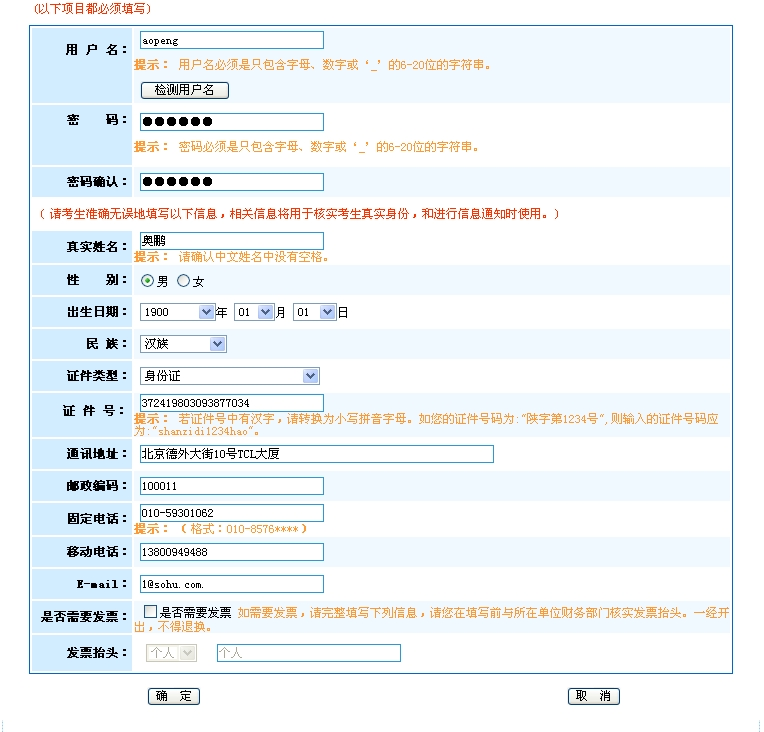 (以下项目都必须填写)
用 户 名：
aopeng
提示： 用户名必须是只包含字母、数字或‘_’的6-20位的字符串。
检测用户名
密 码：
●●●●●●
提示： 密码必须是只包含字母、数字或‘_’的6-20位的字符串。
密码确认：
●●●●●●
( 请考生准确无误地填写以下信息，相关信息将用于核实考生真实身份，和进行信息通知时使用。)
真实姓名：
奥鹏
提示： 请确认中文姓名中没有空格。
性 别： 男 女
出生日期： 1900 年 01 月 01 日
民 族： 汉族
证件类型： 身份证
证 件 号： 372419803093877034
提示： 若证件号中有汉字，请转换为小写拼音字母。如您的证件号码为:"陕字第1234号",则输入的证件号码应
为:"shanzidi1234hao"。
通讯地址： 北京德外大街10号TCL大厦
邮政编码： 100011
固定电话： 010-59301062
提示： (格式：010-8576****)
移动电话： 13800949488
E-mail： 1@sohu.com.
是否需要发票： 是否需要发票 如需要发票，请完整填写下列信息，请您在填写前与所在单位财务部门核实发票抬头。一经开
出，不得退换。
发票抬头： 个人 个人
确 定 取 消